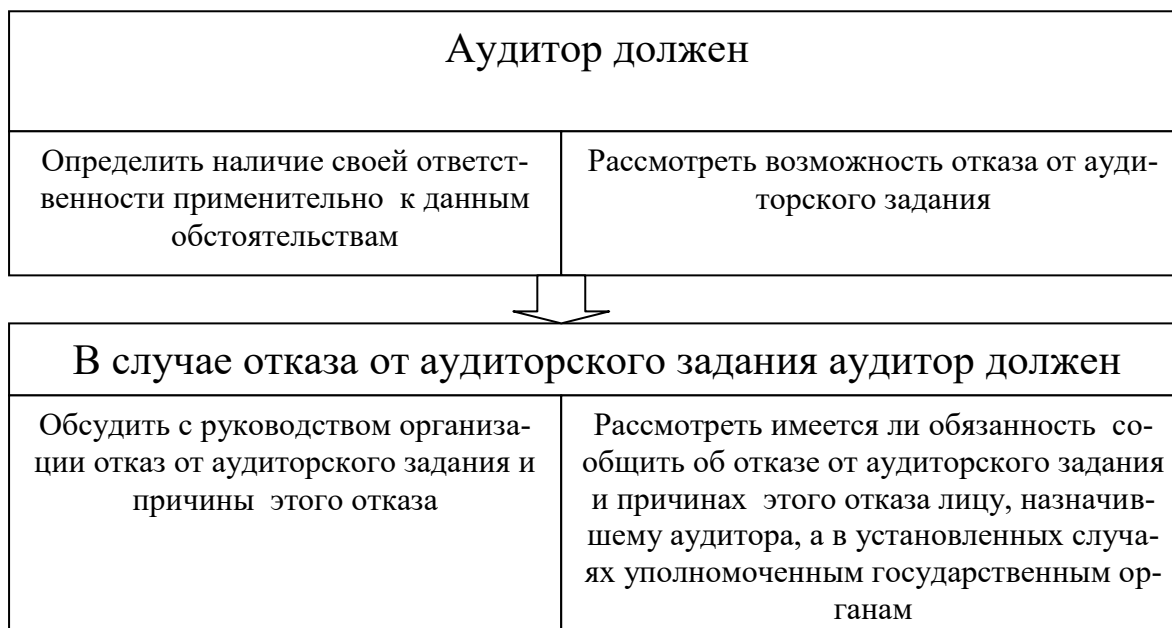 Аудитор должен
Определить наличие своей ответст-
венности применительно к данным
обстоятельствам
Рассмотреть возможность отказа от ауди-
торского задания
В случае отказа от аудиторского задания аудитор должен
Обсудить с руководством организа-
ции отказ от аудиторского задания и
причины этого отказа
Рассмотреть имеется ли обязанность со-
общить об отказе от аудиторского задания
и причинах этого отказа лицу, назначив-
шему аудитора, а в установленных случа-
ях уполномоченным государственным ор-
ганам